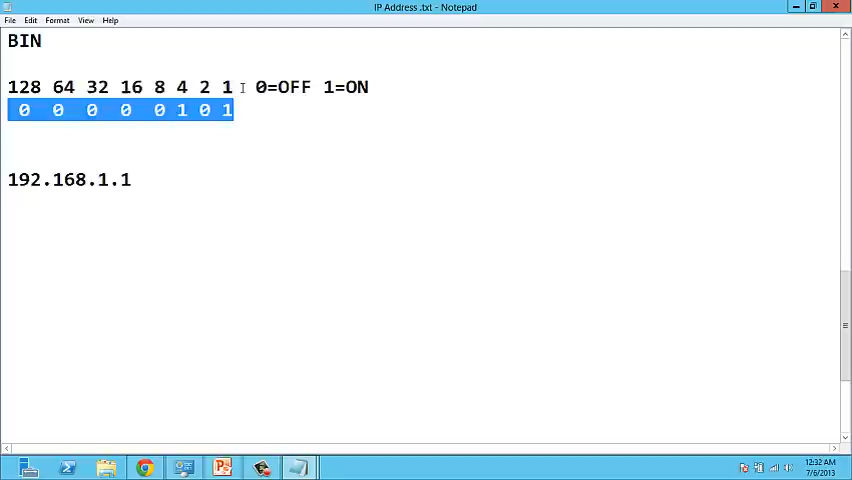 IP Address .txt - Notepad
File Edit Format View Help
BIN
128 64 32 16 8 4 2 1 0=OFF 1=ON
0 0 0 0 0 1 0 1
192.168.1.1
12:32 AM
7/6/2013